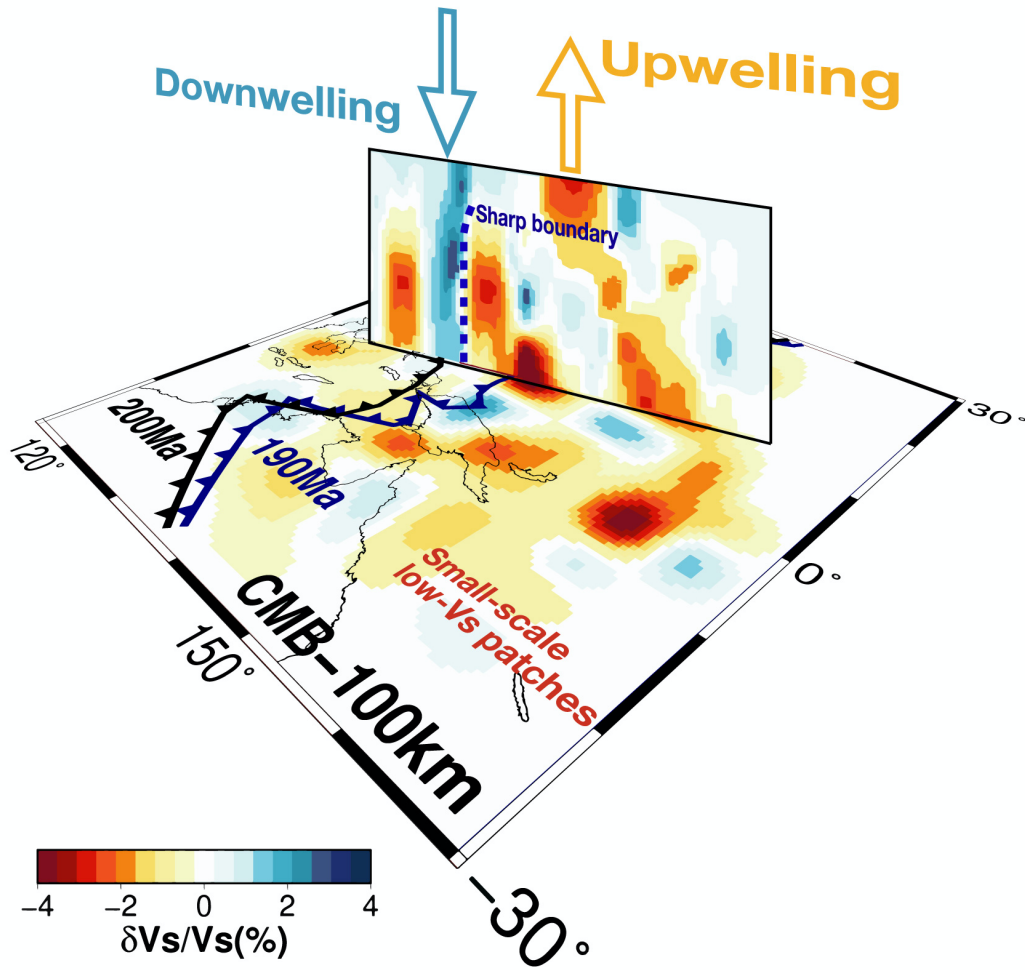 Downwelling
Upwelling
Sharp boundary
200Ma
190Ma
120°
150°
30°
0°
-30°
Small-scale
low-Vs patches
CMB-100km
-4 -2 0 2 4
δVs/Vs(%)